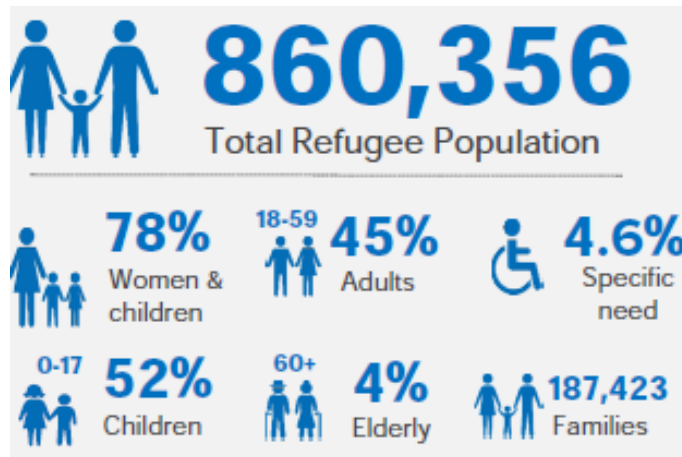 860,356
Total Refugee Population
78%
Women &
children
18-59
45%
Adults
4.6%
Specific
need
0-17
52%
Children
60+
4%
Elderly
187,423
Families